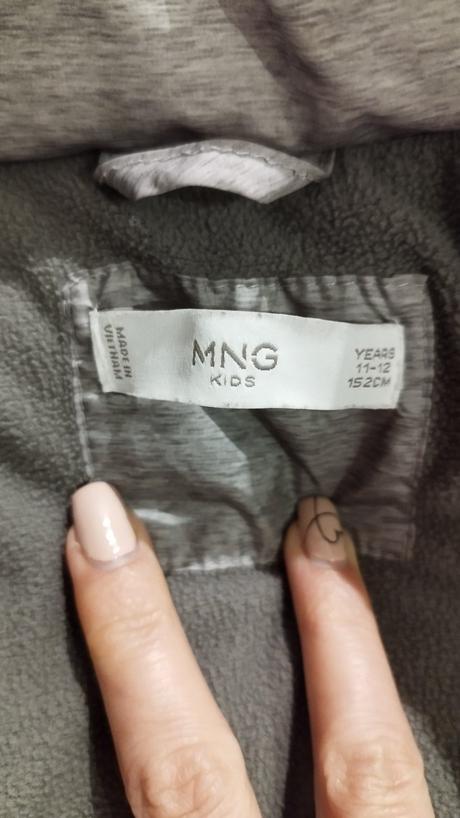 MADE IN
VIETNAM
MNG
KIDS
YEARS
11-12
152CM